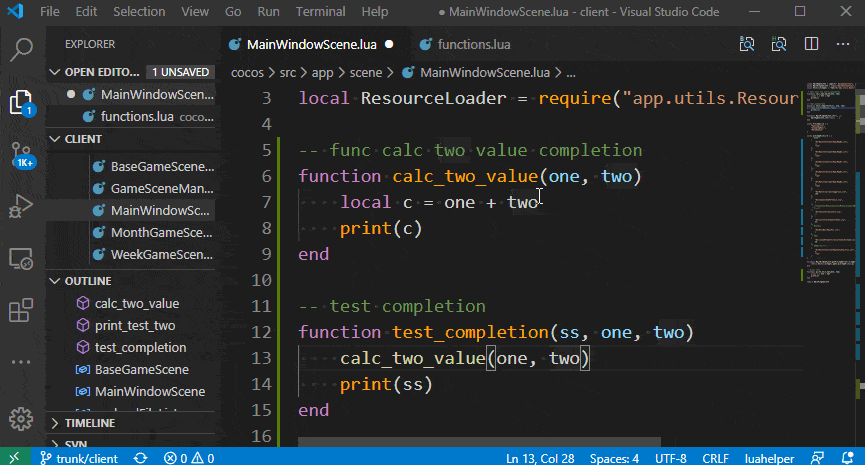 File Edit Selection View Go Run Terminal Help ● MainWindowScene.lua - client - Visual Studio Code
EXPLORER
OPEN EDITO... 1 UNSAVED
MainWindowScen...
functions.lua coco...
CLIENT
BaseGameScene...
GameSceneMan...
MainWindowSc...
MonthGameSce...
WeekGameScen...
OUTLINE
calc_two_value
print_test_two
test_completion
BaseGameScene
MainWindowScene
TIMELINE
SVN
1
1K+
MainWindowScene.lua ● functions.lua
cocos > src > app > scene > MainWindowScene.lua > ...
3 local ResourceLoader = require("app.utils.Resour
4
5 -- func calc two value completion
6 function calc_two_value(one, two)
7 local c = one + two
8 print(c)
9 end
10
11 -- test completion
12 function test_completion(ss, one, two)
13 calc_two_value(one, two)
14 print(ss)
15 end
16
trunk/client 0 0 Ln 13, Col 28 Spaces: 4 UTF-8 CRLF luahelper